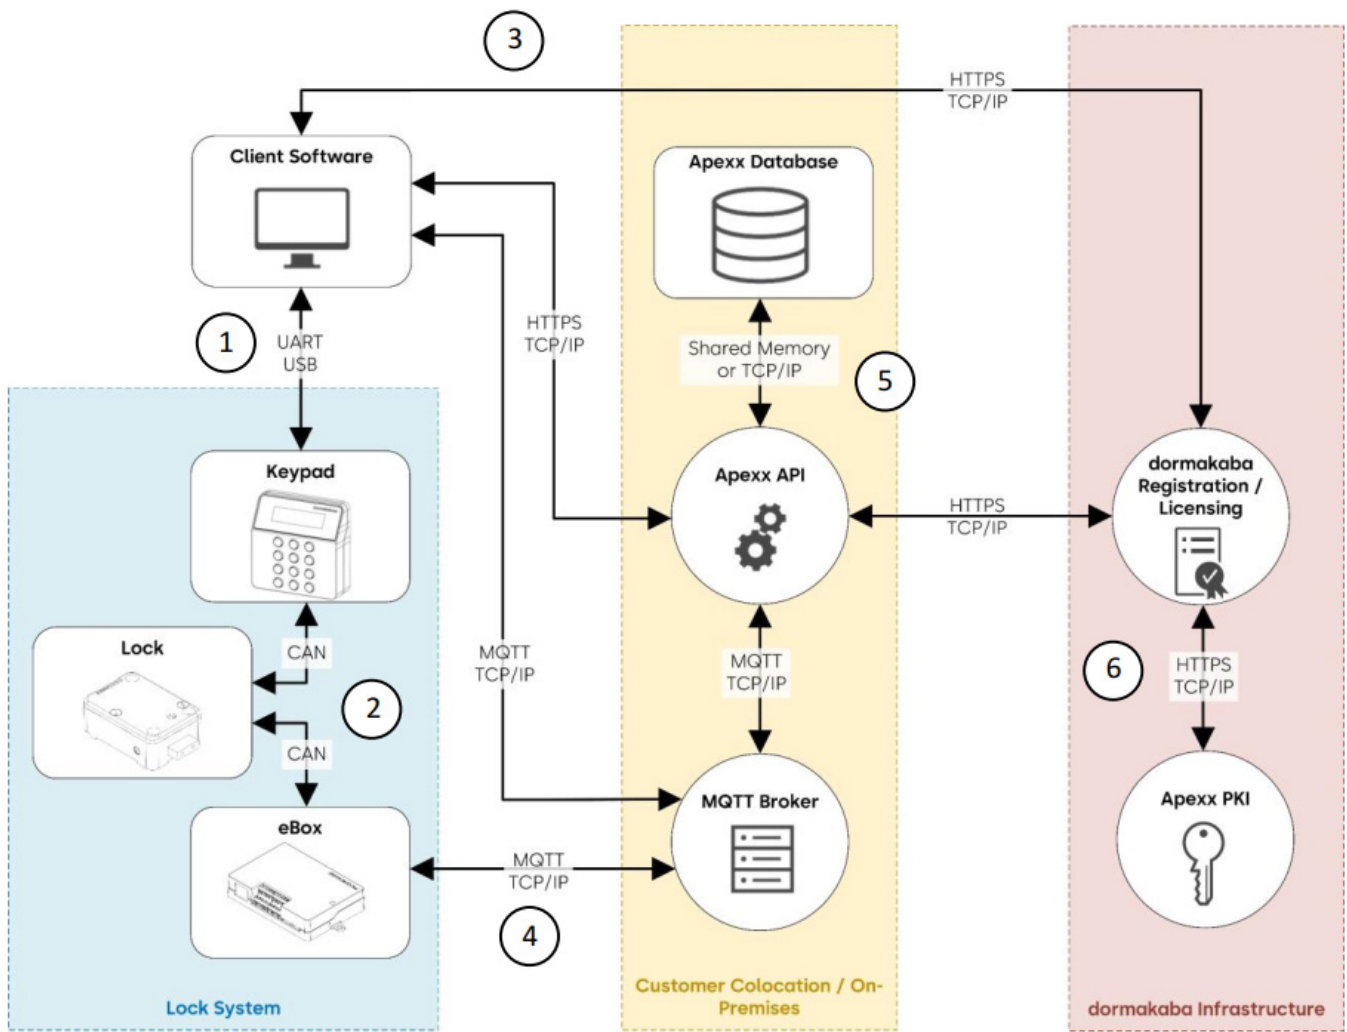 3
HTTPS
TCP/IP
Client Software
Apexx Database
1
UART
USB
HTTPS
TCP/IP
Shared Memory
or TCP/IP
5
Keypad
Apexx API
HTTPS
TCP/IP
dormakaba
Registration /
Licensing
Lock
CAN
2
CAN
MQTT
TCP/IP
MQTT
TCP/IP
6
HTTPS
TCP/IP
eBox
MQTT
TCP/IP
4
MQTT Broker
Apexx PKI
Lock System
Customer Colocation / On-
Premises
dormakaba Infrastructure